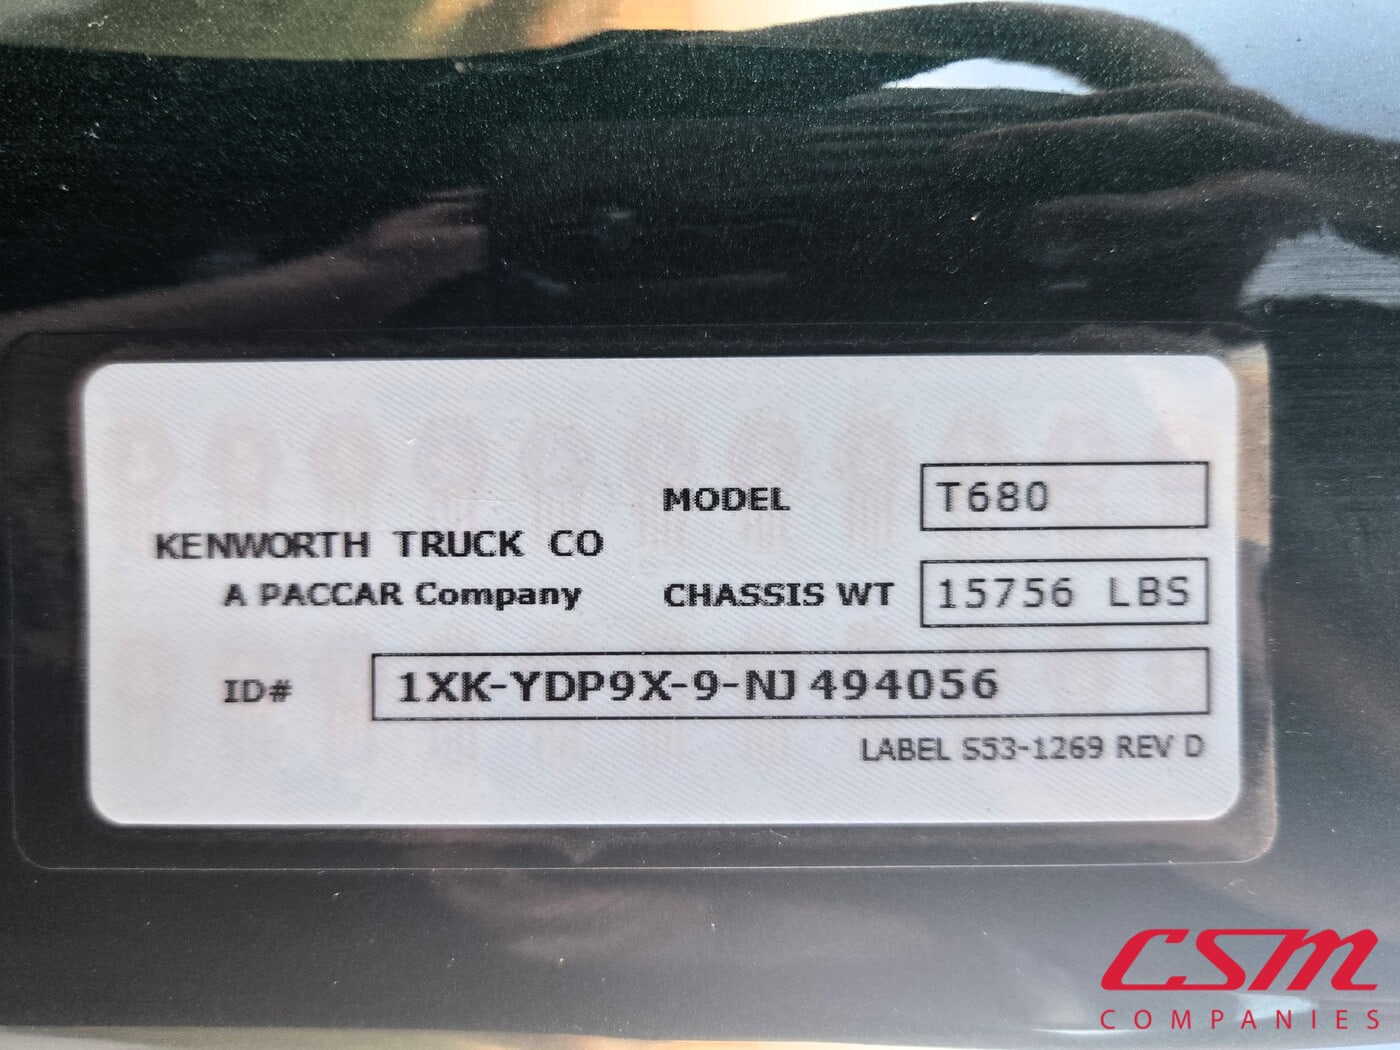 MODEL T680
KENWORTH TRUCK CO
A PACCAR Company
CHASSIS WT 15756 LBS
ID# 1XK-YDP9X-9-NJ494056
LABEL S53-1269 REV D
CSM
COMPANIES